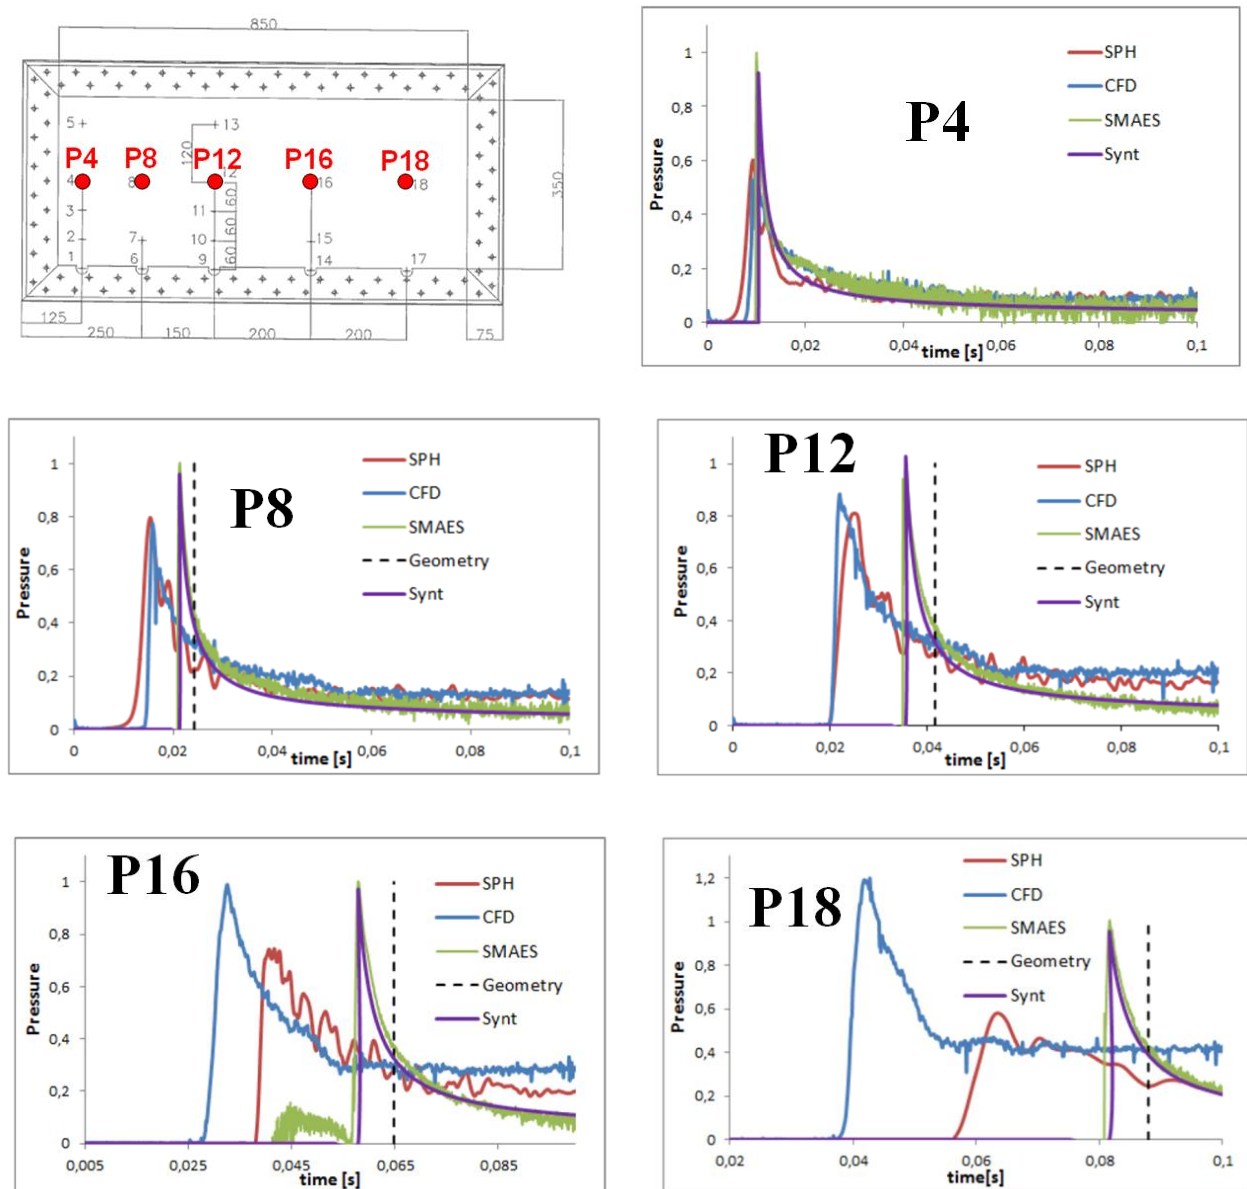 850
5 13
P4 P8 P12 P16 P18
120
4 8 12 16 18
60
3 11
350
60
2 7 10 15
60
1 6 9 14 17
125
250 150 200 200 75
P4
SPH
CFD
SMAES
Synt
Pressure
1
0,8
0,6
0,4
0,2
0
0 0,02 0,04 0,06 0,08 0,1
time [s]
P8
SPH
CFD
SMAES
Geometry
Synt
Pressure
1
0,8
0,6
0,4
0,2
0
0 0,02 0,04 0,06 0,08 0,1
time [s]
P12
SPH
CFD
SMAES
Geometry
Synt
Pressure
1
0,8
0,6
0,4
0,2
0
0 0,02 0,04 0,06 0,08 0,1
time [s]
P16
SPH
CFD
SMAES
Geometry
Synt
Pressure
1
0,8
0,6
0,4
0,2
0
0,005 0,025 0,045 0,065 0,085
time [s]
P18
SPH
CFD
SMAES
Geometry
Synt
Pressure
1,2
1
0,8
0,6
0,4
0,2
0
0,02 0,04 0,06 0,08 0,1
time [s]